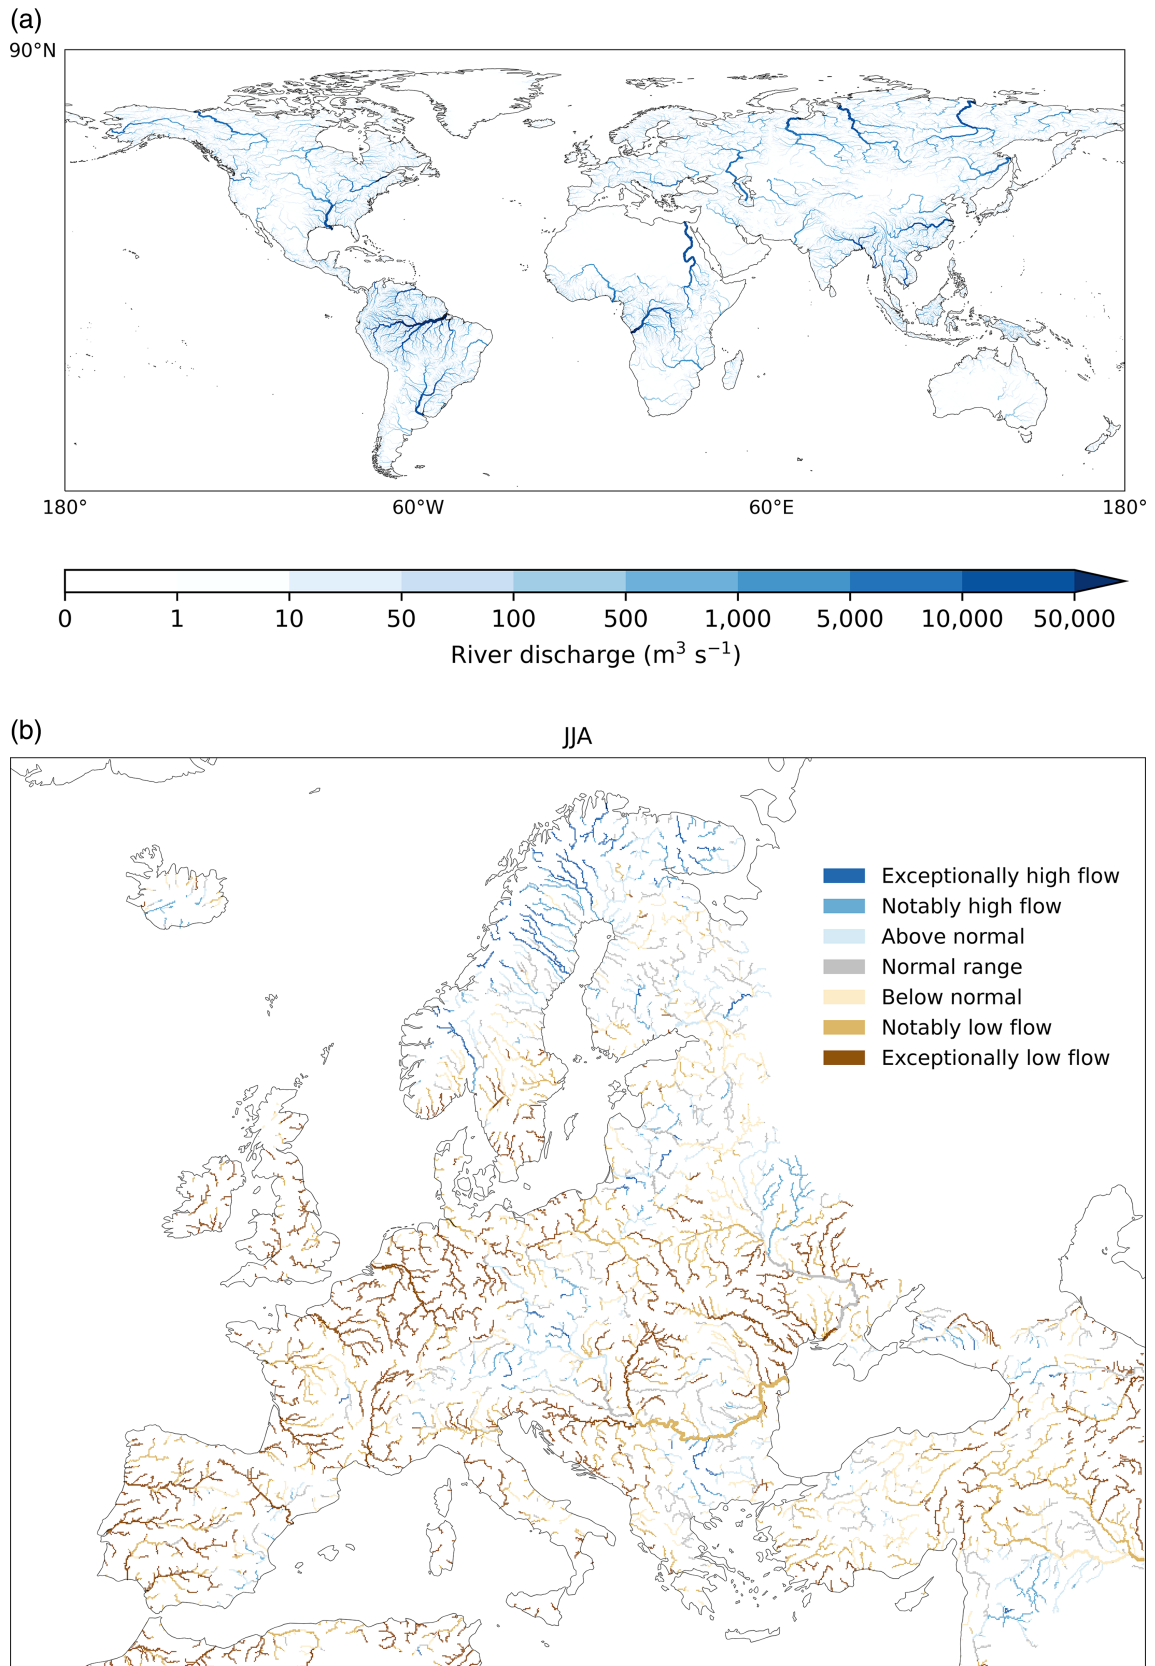 (a)
90°N
180°
60°W
60°E
180°
0
1
10
50
100
500
1,000
5,000
10,000
50,000
River discharge (m³ s⁻¹)
(b)
JJA
Exceptionally high flow
Notably high flow
Above normal
Normal range
Below normal
Notably low flow
Exceptionally low flow